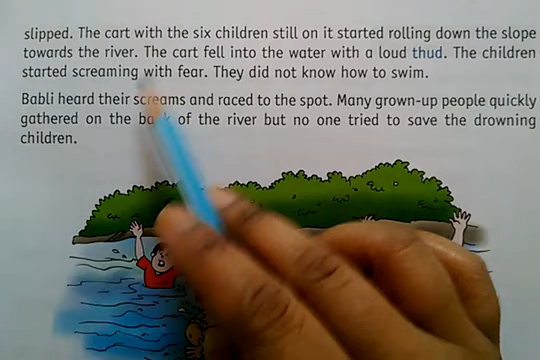 slipped. The cart with the six children still on it started rolling down the slope
towards the river. The cart fell into the water with a loud thud. The children
started screaming with fear. They did not know how to swim.
Babli heard their screams and raced to the spot. Many grown-up people quickly
gathered on the of the river but no one tried to save the drowning
children.